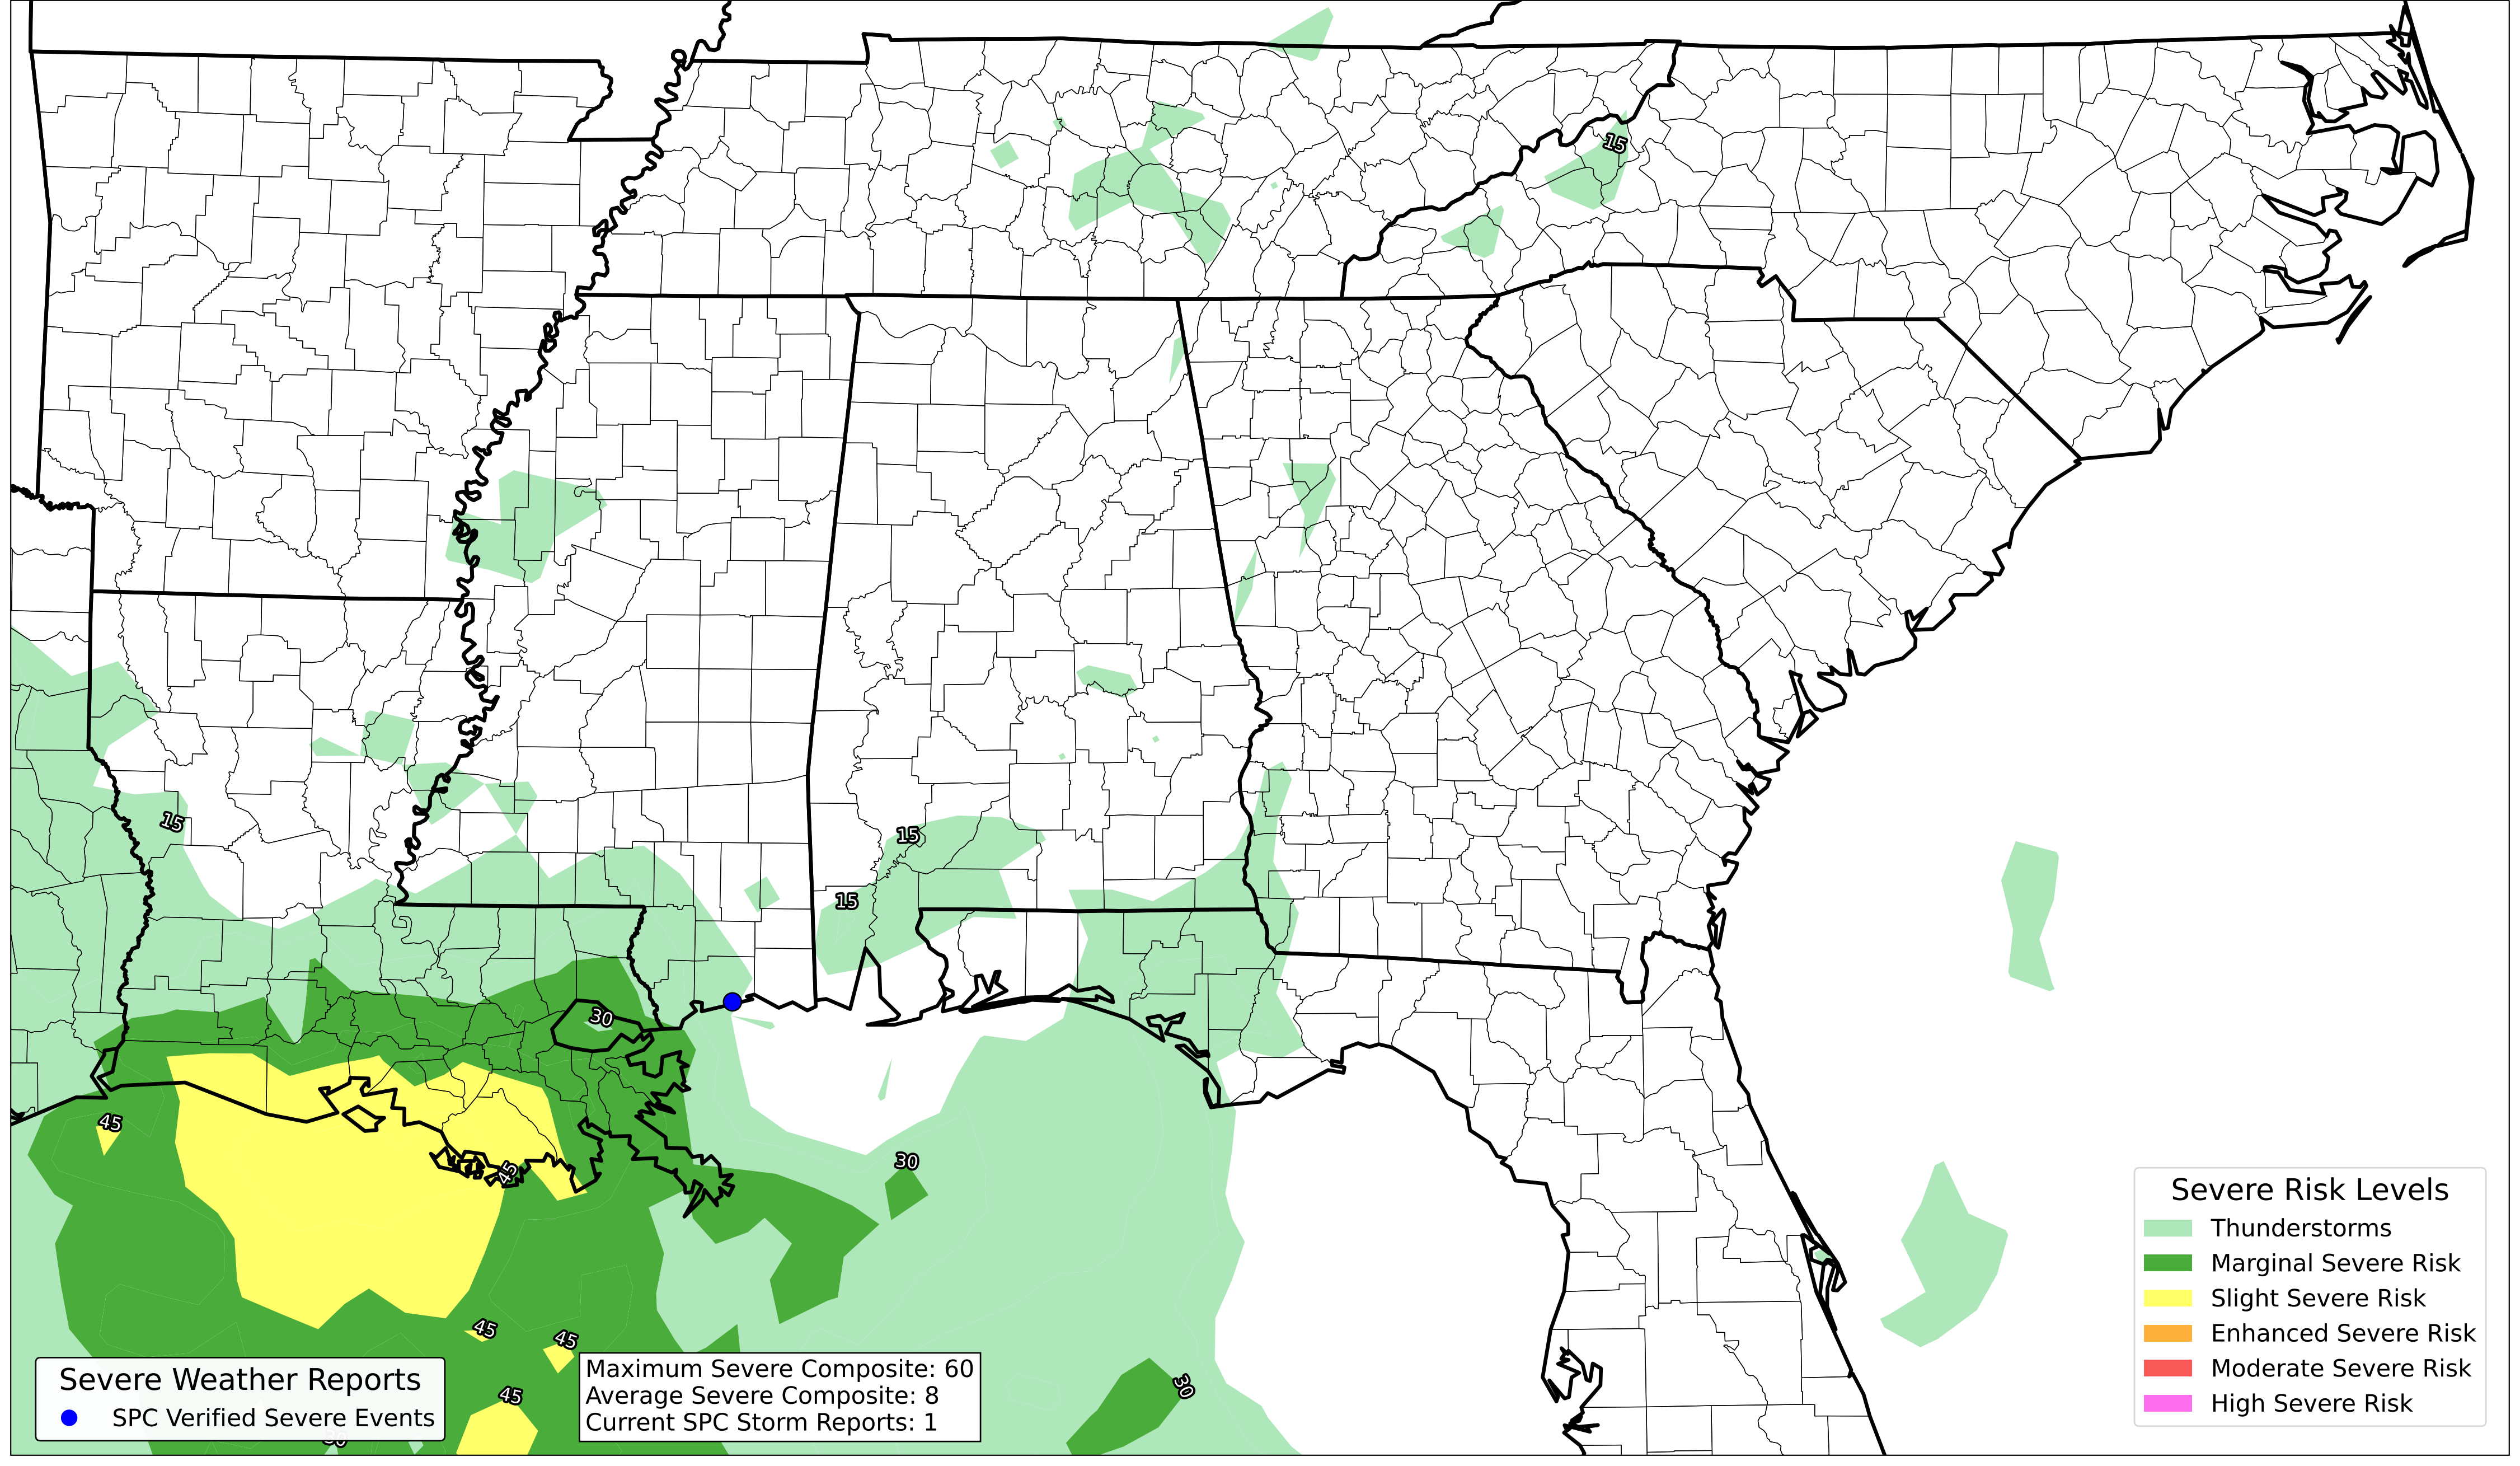 15
15
15
15
30
45
30
45
45
45
45
30
Severe Weather Reports
SPC Verified Severe Events
Maximum Severe Composite: 60
Average Severe Composite: 8
Current SPC Storm Reports: 1
Severe Risk Levels
Thunderstorms
Marginal Severe Risk
Slight Severe Risk
Enhanced Severe Risk
Moderate Severe Risk
High Severe Risk